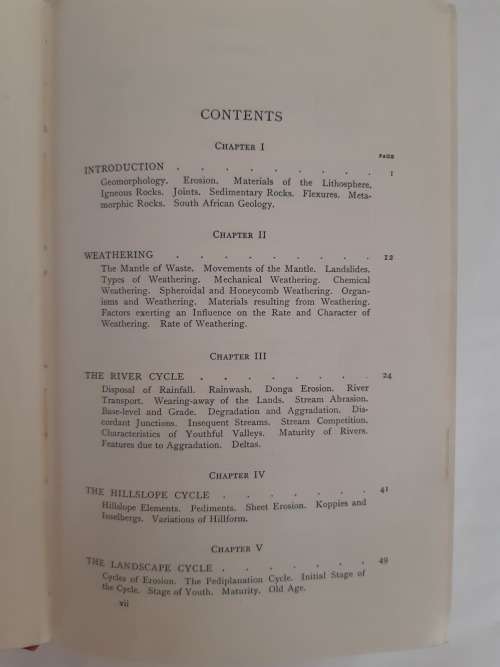 CONTENTS
CHAPTER I
PAGE
INTRODUCTION . . . . . . . . . 1
Geomorphology. Erosion. Materials of the Lithosphere.
Igneous Rocks. Joints. Sedimentary Rocks. Flexures. Meta-
morphic Rocks. South African Geology.
CHAPTER II
WEATHERING . . . . . . . . 12
The Mantle of Waste. Movements of the Mantle. Landslides.
Types of Weathering. Mechanical Weathering. Chemical
Weathering. Spheroidal and Honeycomb Weathering. Organ-
isms and Weathering. Materials resulting from Weathering.
Factors exerting an Influence on the Rate and Character of
Weathering. Rate of Weathering.
CHAPTER III
THE RIVER CYCLE . . . . . . . 24
Disposal of Rainfall. Rainwash. Donga Erosion. River
Transport. Wearing-away of the Lands. Stream Abrasion.
Base-level and Grade. Degradation and Aggradation. Dis-
cordant Junctions. Insequent Streams. Stream Competition.
Characteristics of Youthful Valleys. Maturity of Rivers.
Features due to Aggradation. Deltas.
CHAPTER IV
THE HILLSLOPE CYCLE . . . . . . 41
Hillslope Elements. Pediments. Sheet Erosion. Koppies and
Inselbergs. Variations of Hillform.
CHAPTER V
THE LANDSCAPE CYCLE . . . . . . 49
Cycles of Erosion. The Pediplanation Cycle. Initial Stage of
the Cycle. Stage of Youth. Maturity. Old Age.
vii